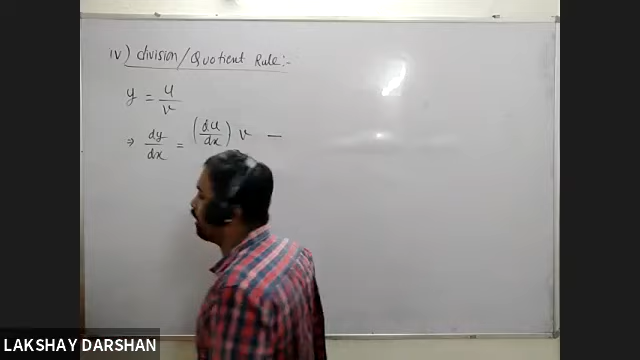 iv) division/Quotient Rule:-
y = u/v
⇒ dy/dx = (du/dx) v —
LAKSHAY DARSHAN